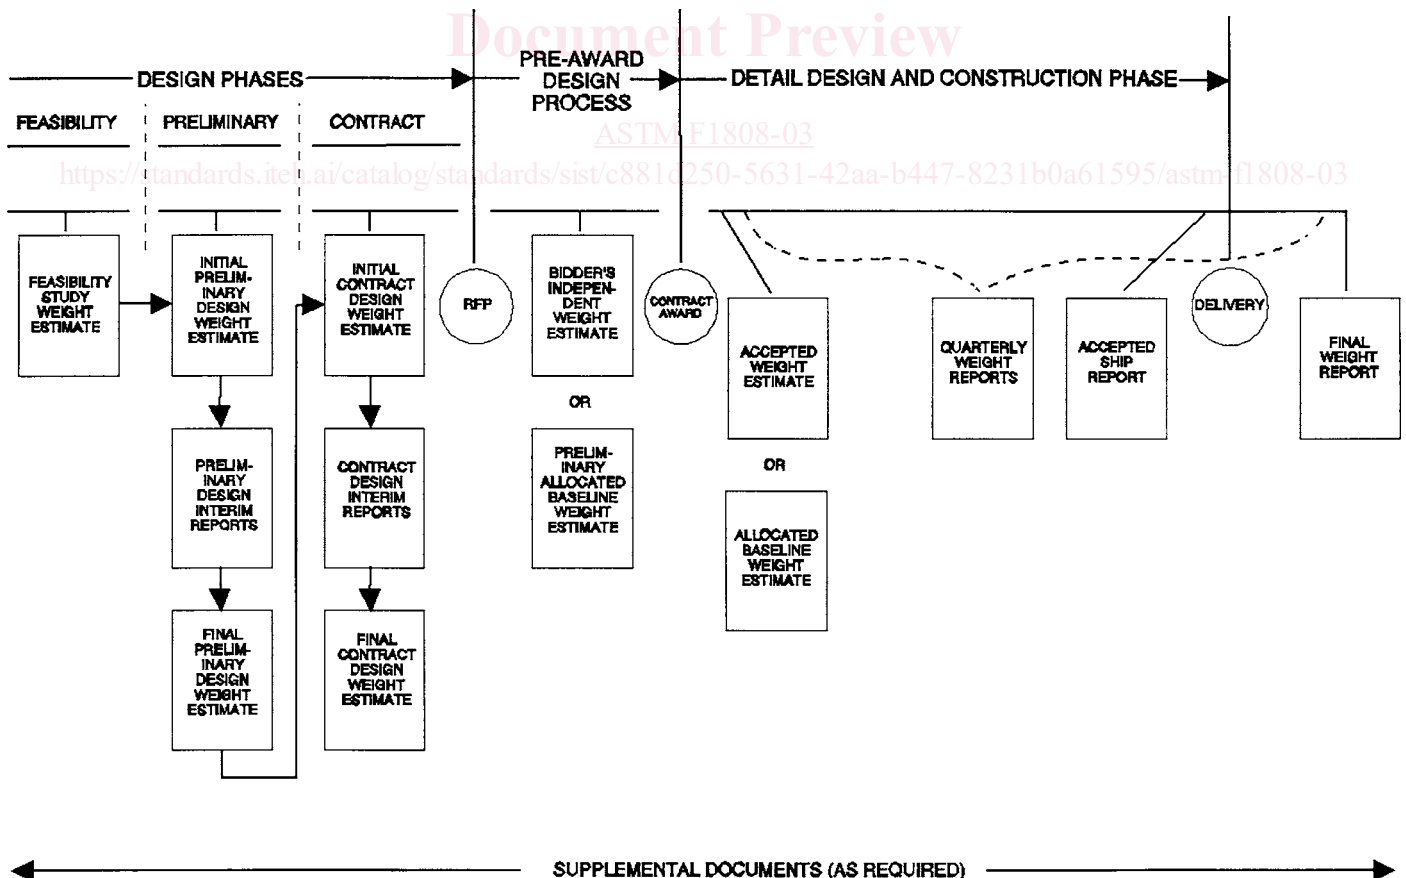 Document Preview
DESIGN PHASES
PRE-AWARD
DESIGN
PROCESS
DETAIL DESIGN AND CONSTRUCTION PHASE
FEASIBILITY
PRELIMINARY
CONTRACT
ASTM F1808-03
https://standards.iteh.ai/catalog/standards/sist/c881d250-5631-42aa-b447-8231b0a61595/astm-f1808-03
FEASIBILITY
STUDY
WEIGHT
ESTIMATE
INITIAL
PRELIM-
INARY
DESIGN
WEIGHT
ESTIMATE
INITIAL
CONTRACT
DESIGN
WEIGHT
ESTIMATE
RFP
BIDDER'S
INDEPEN-
DENT
WEIGHT
ESTIMATE
CONTRACT
AWARD
ACCEPTED
WEIGHT
ESTIMATE
QUARTERLY
WEIGHT
REPORTS
ACCEPTED
SHIP
REPORT
DELIVERY
FINAL
WEIGHT
REPORT
OR
OR
PRELIM-
INARY
DESIGN
INTERIM
REPORTS
CONTRACT
DESIGN
INTERIM
REPORTS
PRELIM-
INARY
ALLOCATED
BASELINE
WEIGHT
ESTIMATE
ALLOCATED
BASELINE
WEIGHT
ESTIMATE
FINAL
PRELIM-
INARY
DESIGN
WEIGHT
ESTIMATE
FINAL
CONTRACT
DESIGN
WEIGHT
ESTIMATE
SUPPLEMENTAL DOCUMENTS (AS REQUIRED)